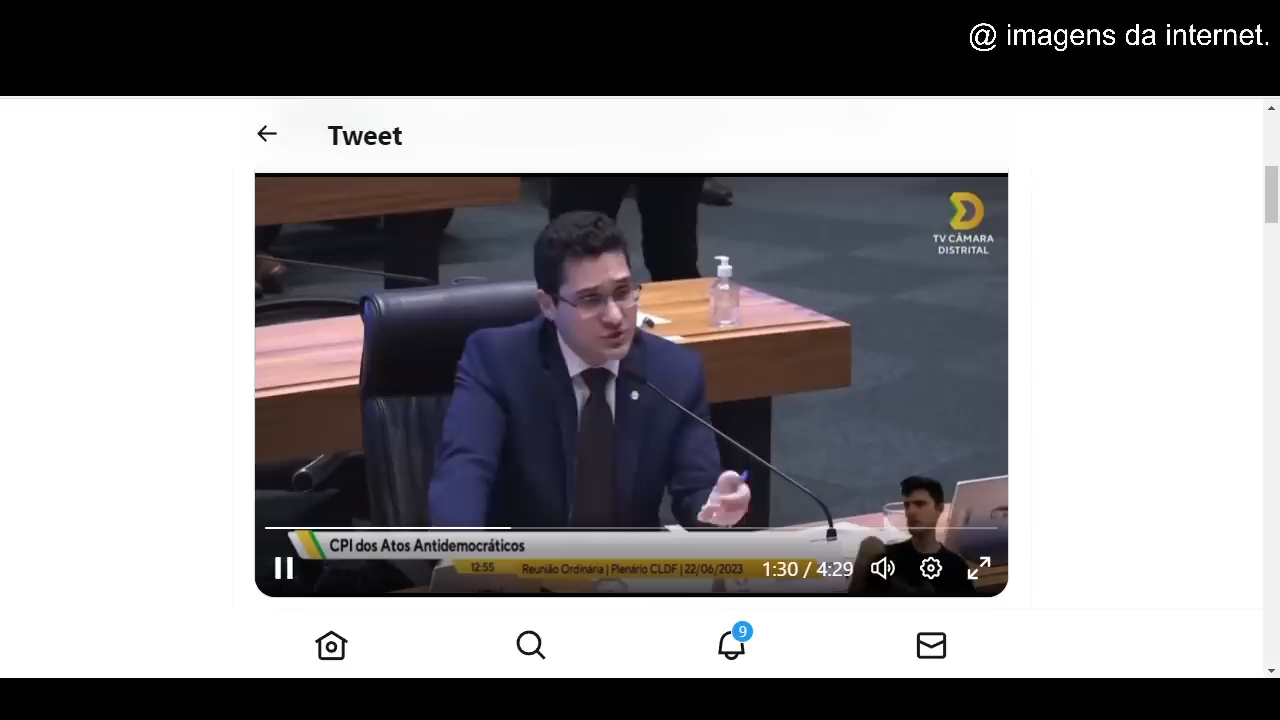 @ imagens da internet.
Tweet
TV CÂMARA
DISTRITAL
CPI dos Atos Antidemocráticos
12:55 Reunião Ordinária | Plenário CLDF | 22/06/2023
1:30 / 4:29
9